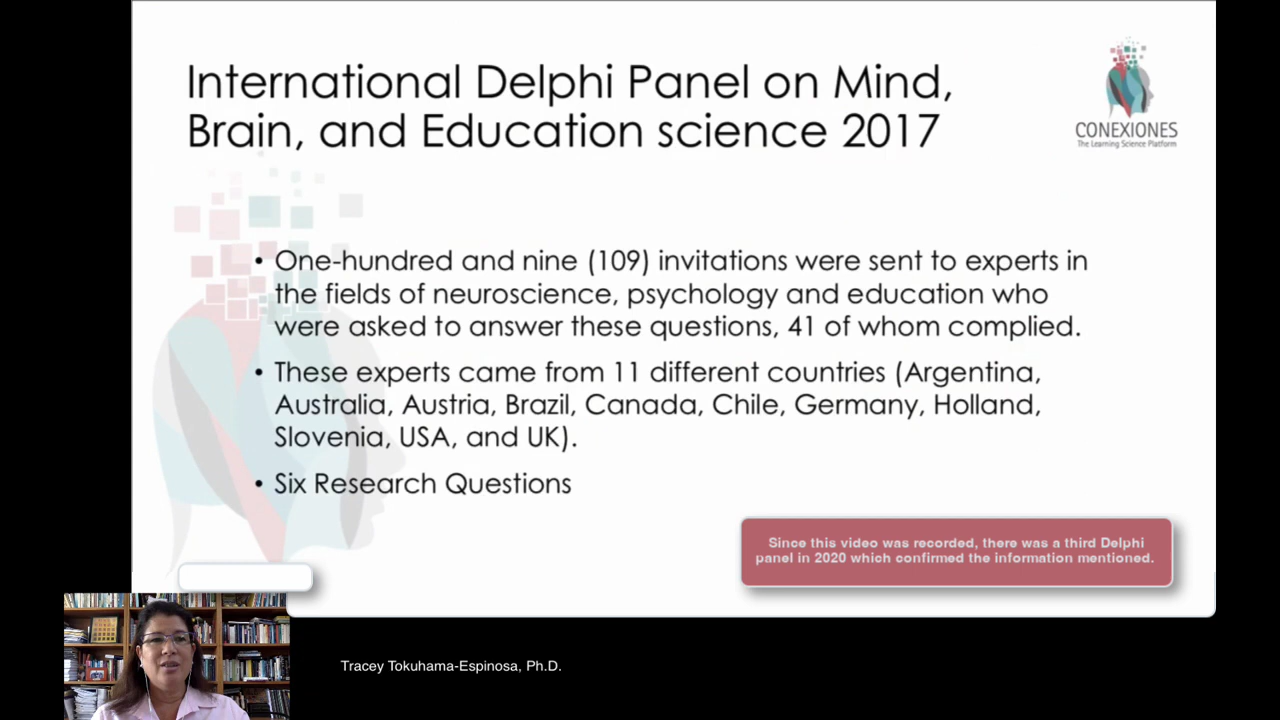 International Delphi Panel on Mind,
Brain, and Education science 2017
CONEXIONES
The Learning Science Platform
• One-hundred and nine (109) invitations were sent to experts in
the fields of neuroscience, psychology and education who
were asked to answer these questions, 41 of whom complied.
• These experts came from 11 different countries (Argentina,
Australia, Austria, Brazil, Canada, Chile, Germany, Holland,
Slovenia, USA, and UK).
• Six Research Questions
Since this video was recorded, there was a third Delphi
panel in 2020 which confirmed the information mentioned.
Tracey Tokuhama-Espinosa, Ph.D.